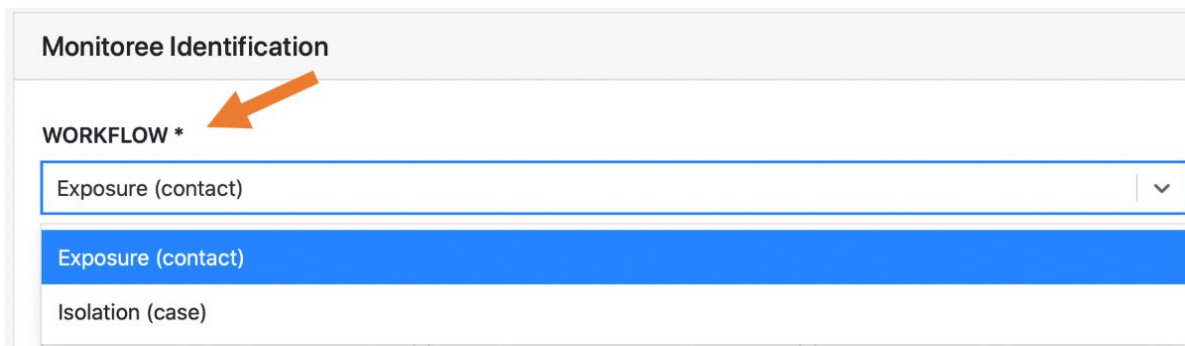 Monitoree Identification
WORKFLOW *
Exposure (contact)
Exposure (contact)
Isolation (case)